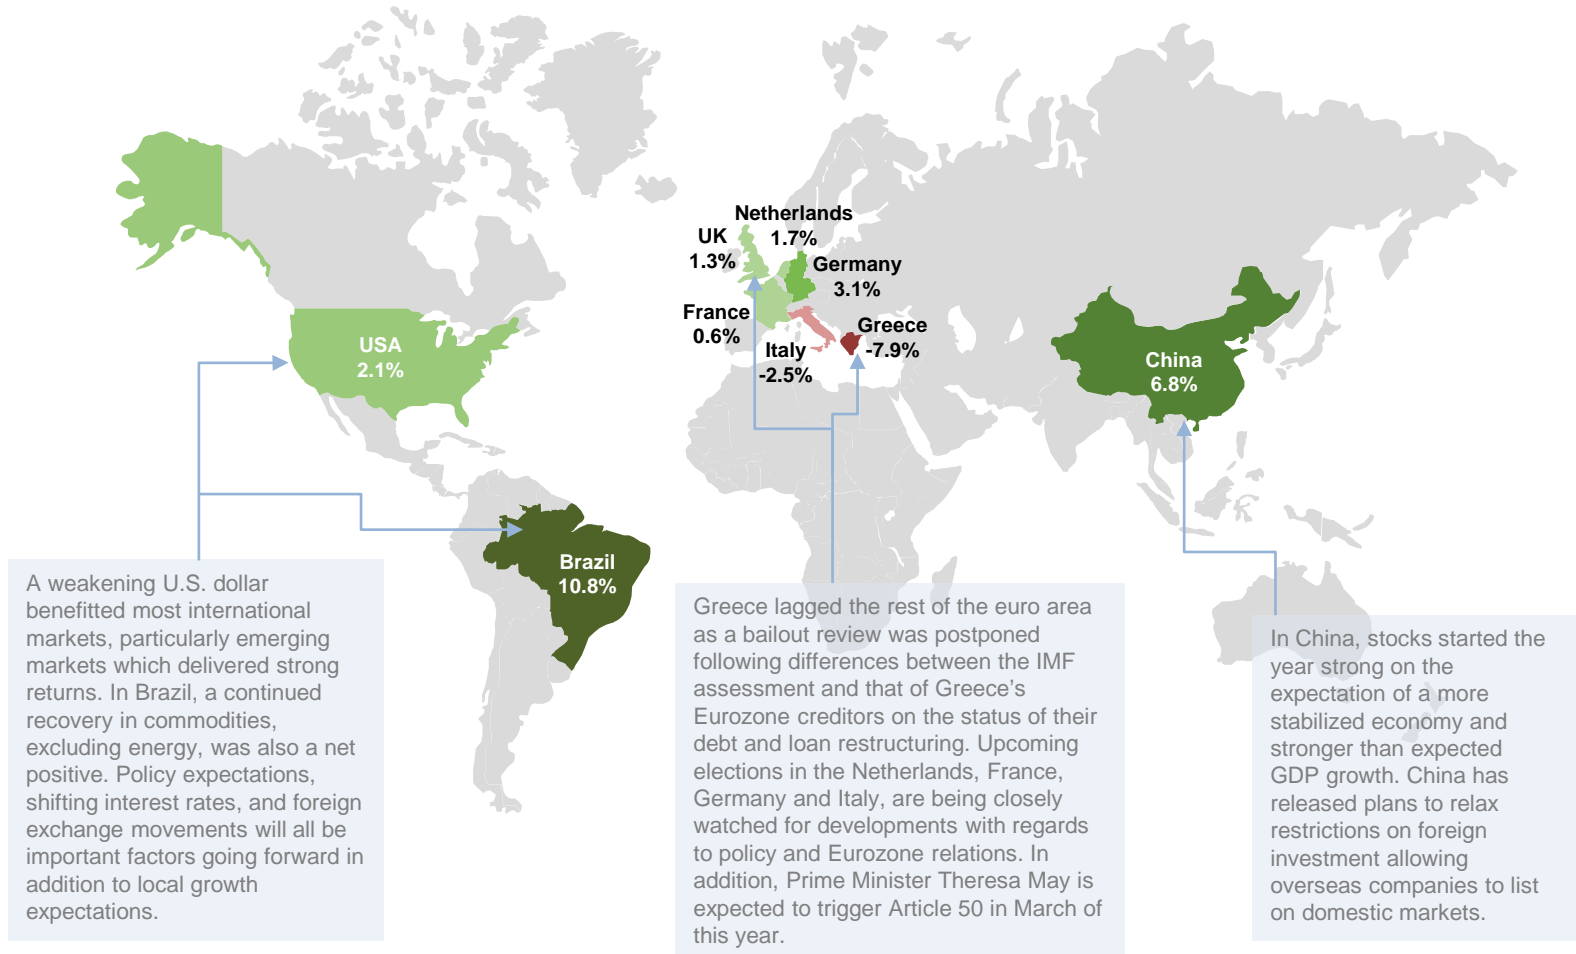 Netherlands
1.7%
UK
1.3%
Germany
3.1%
France
0.6%
Greece
-7.9%
Italy
-2.5%
USA
2.1%
China
6.8%
Brazil
10.8%
A weakening U.S. dollar
benefitted most international
markets, particularly emerging
markets which delivered strong
returns. In Brazil, a continued
recovery in commodities,
excluding energy, was also a net
positive. Policy expectations,
shifting interest rates, and foreign
exchange movements will all be
important factors going forward in
addition to local growth
expectations.
Greece lagged the rest of the euro area
as a bailout review was postponed
following differences between the IMF
assessment and that of Greece’s
Eurozone creditors on the status of their
debt and loan restructuring. Upcoming
elections in the Netherlands, France,
Germany and Italy, are being closely
watched for developments with regards
to policy and Eurozone relations. In
addition, Prime Minister Theresa May is
expected to trigger Article 50 in March of
this year.
In China, stocks started the
year strong on the
expectation of a more
stabilized economy and
stronger than expected
GDP growth. China has
released plans to relax
restrictions on foreign
investment allowing
overseas companies to list
on domestic markets.